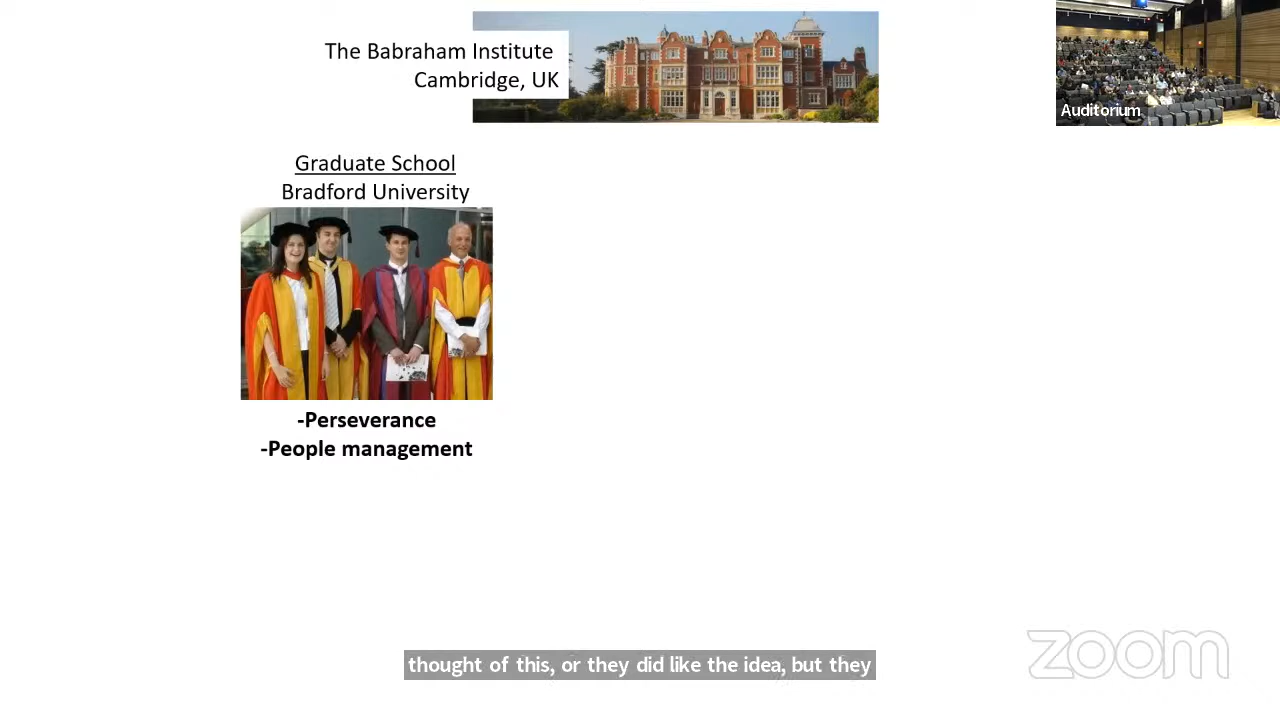 The Babraham Institute
Cambridge, UK
Auditorium
Graduate School
Bradford University
-Perseverance
-People management
thought of this, or they did like the idea, but they
zoom